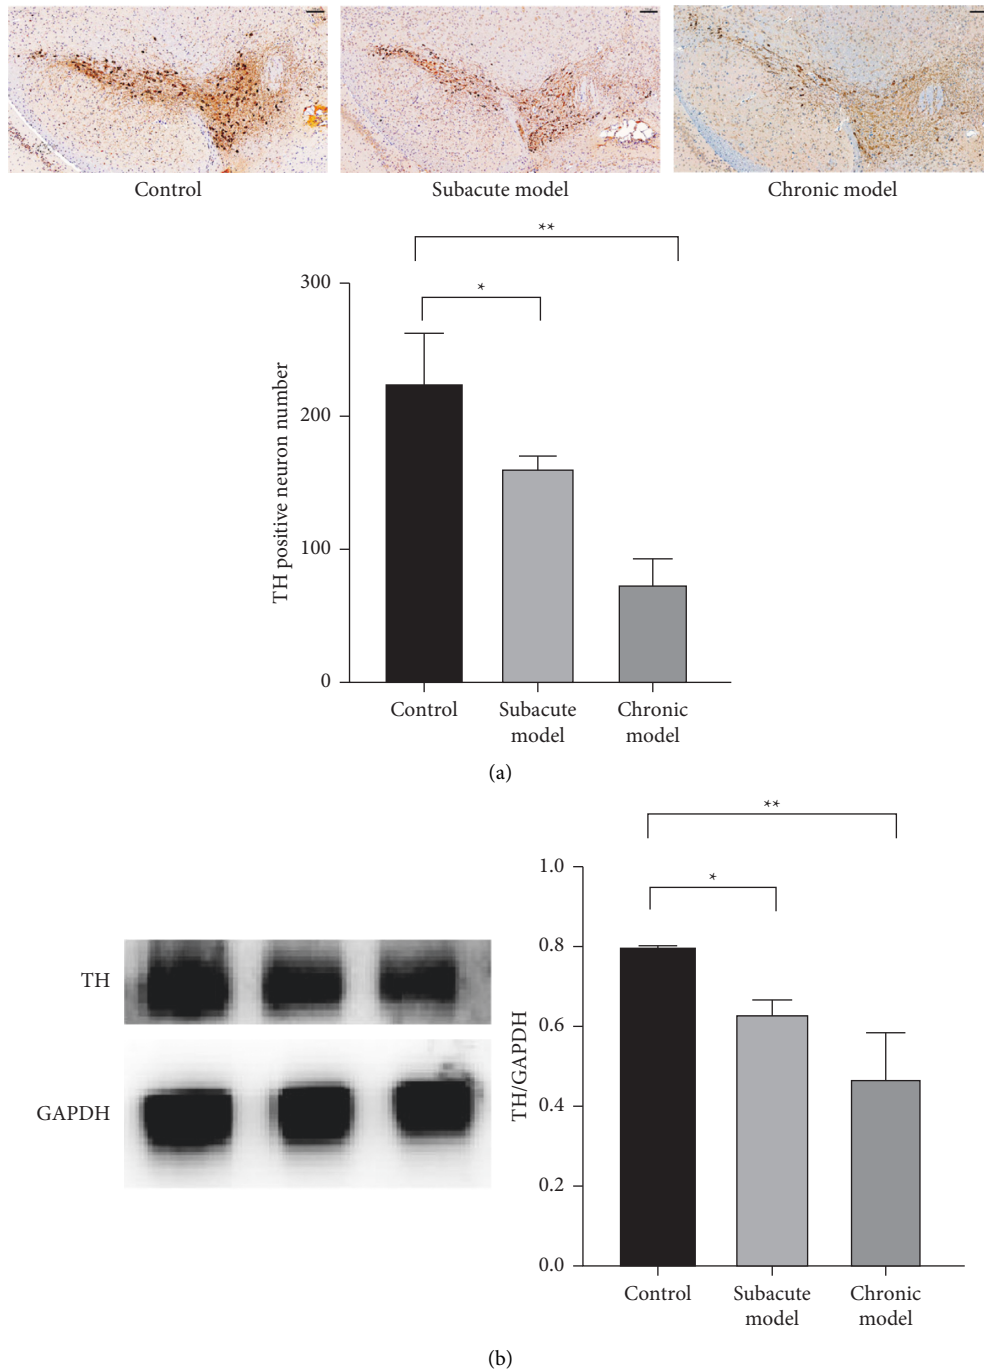 Control
Subacute model
Chronic model
**
*
300
200
100
0
TH positive neuron number
Control
Subacute
model
Chronic
model
(a)
TH
GAPDH
**
*
1.0
0.8
0.6
0.4
0.2
0.0
TH/GAPDH
Control
Subacute
model
Chronic
model
(b)